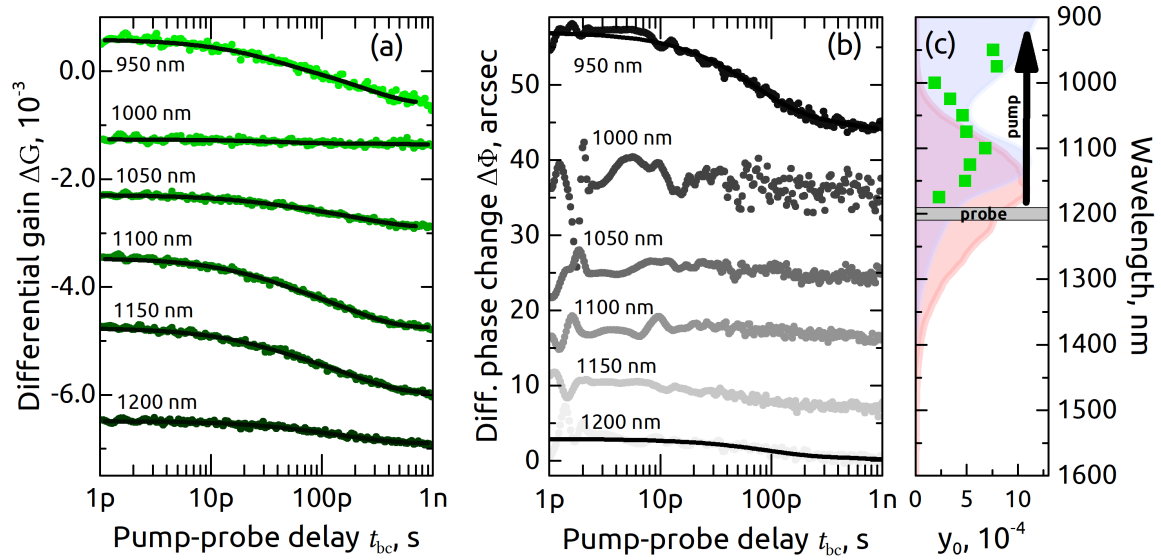 (a)
Differential gain ΔG, 10⁻³
0.0
-2.0
-4.0
-6.0
950 nm
1000 nm
1050 nm
1100 nm
1150 nm
1200 nm
1p
10p
100p
1n
Pump-probe delay t_bc, s
(b)
Diff. phase change ΔΦ, arcsec
50
40
30
20
10
0
950 nm
1000 nm
1050 nm
1100 nm
1150 nm
1200 nm
1p
10p
100p
1n
Pump-probe delay t_bc, s
(c)
pump
probe
900
1000
1100
1200
1300
1400
1500
1600
Wavelength, nm
0
5
10
y₀, 10⁻⁴